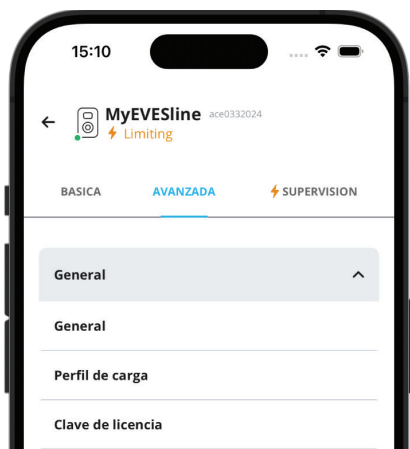 15:10
MyEVESline ace0332024
Limiting
BASICA AVANZADA SUPERVISION
General
General
Perfil de carga
Clave de licencia